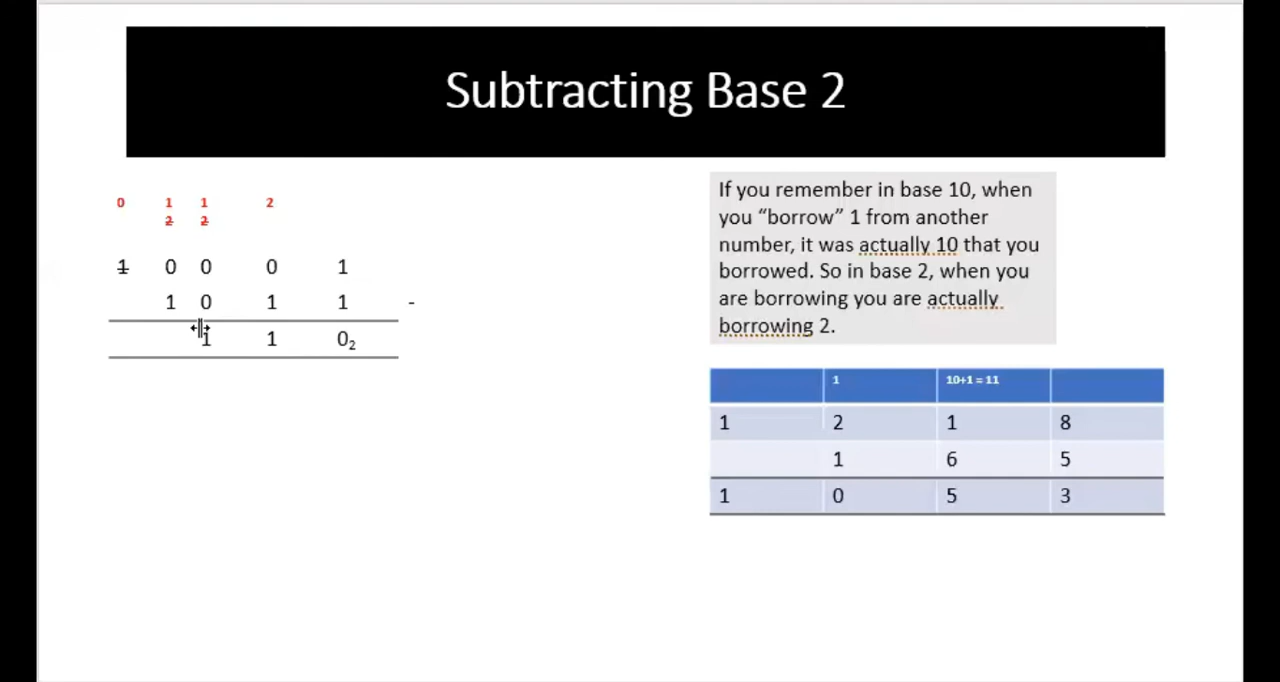 Subtracting Base 2
0 1 1 2
2 2
1 0 0 0 1
1 0 1 1 -
1 1 0₂
If you remember in base 10, when
you “borrow” 1 from another
number, it was actually 10 that you
borrowed. So in base 2, when you
are borrowing you are actually
borrowing 2.
1 10+1 = 11
1 2 1 8
1 6 5
1 0 5 3